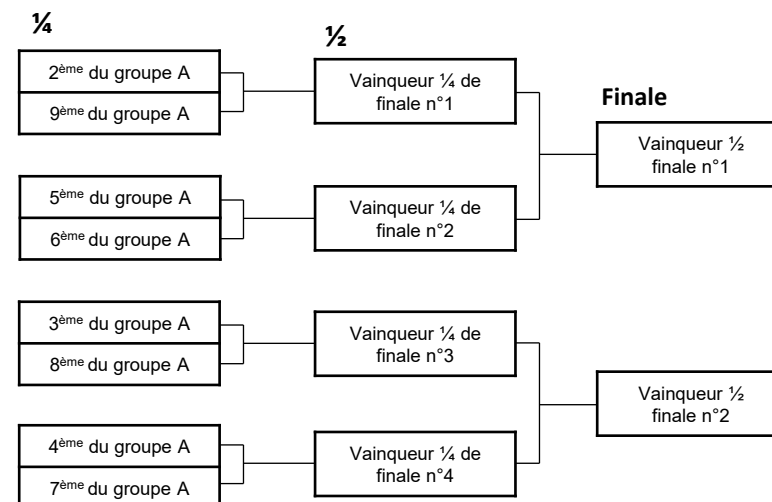 ¼
2ème du groupe A
9ème du groupe A
5ème du groupe A
6ème du groupe A
3ème du groupe A
8ème du groupe A
4ème du groupe A
7ème du groupe A
½
Vainqueur ¼ de
finale n°1
Vainqueur ¼ de
finale n°2
Vainqueur ¼ de
finale n°3
Vainqueur ¼ de
finale n°4
Finale
Vainqueur ½
finale n°1
Vainqueur ½
finale n°2